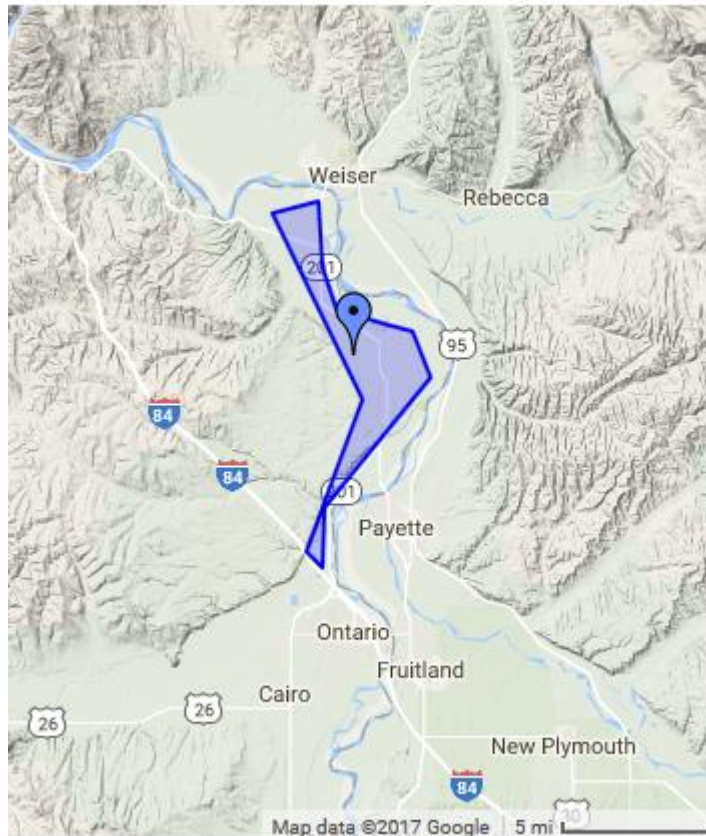 Weiser
Rebecca
201
95
84
84
201
Payette
Ontario
Fruitland
Cairo
26
26
New Plymouth
84
30
Map data ©2017 Google 5 mi